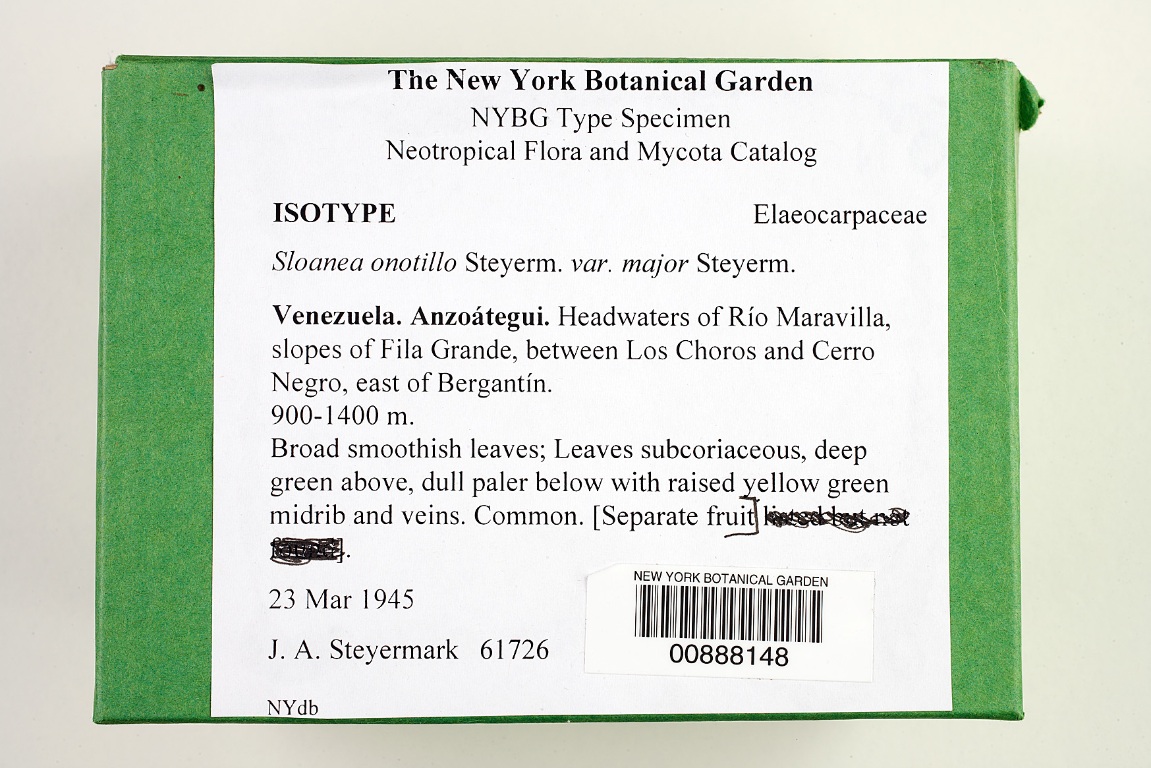 The New York Botanical Garden
NYBG Type Specimen
Neotropical Flora and Mycota Catalog
ISOTYPE Elaeocarpaceae
Sloanea onotillo Steyerm. var. major Steyerm.
Venezuela. Anzoátegui. Headwaters of Río Maravilla,
slopes of Fila Grande, between Los Choros and Cerro
Negro, east of Bergantín.
900-1400 m.
Broad smoothish leaves; Leaves subcoriaceous, deep
green above, dull paler below with raised yellow green
midrib and veins. Common. [Separate fruit]
].
23 Mar 1945
J. A. Steyermark 61726
NEW YORK BOTANICAL GARDEN
00888148
NYdb